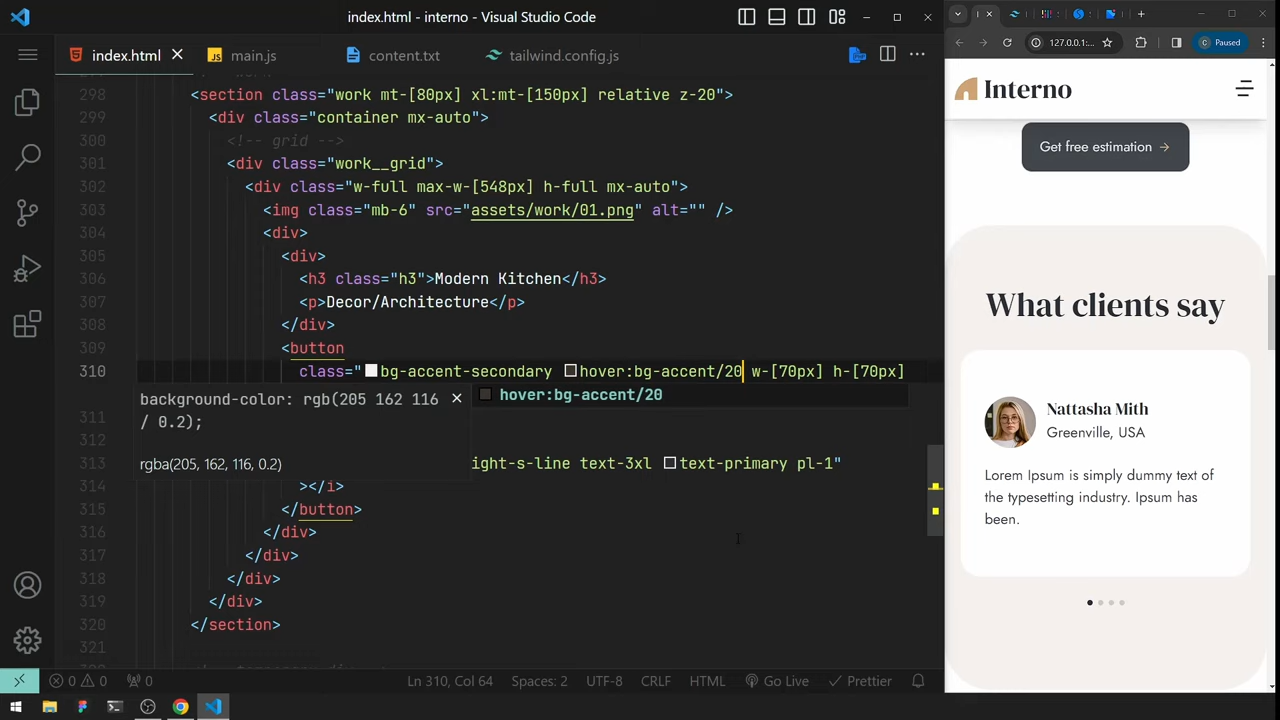 index.html - interno - Visual Studio Code
index.html
main.js
content.txt
tailwind.config.js
298 <section class="work mt-[80px] xl:mt-[150px] relative z-20">
299 <div class="container mx-auto">
300 <!-- grid -->
301 <div class="work__grid">
302 <div class="w-full max-w-[548px] h-full mx-auto">
303 <img class="mb-6" src="assets/work/01.png" alt="" />
304 <div>
305 <div>
306 <h3 class="h3">Modern Kitchen</h3>
307 <p>Decor/Architecture</p>
308 </div>
309 <button
310 class="bg-accent-secondary hover:bg-accent/20 w-[70px] h-[70px]
background-color: rgb(205 162 116
/ 0.2);
rgba(205, 162, 116, 0.2)
hover:bg-accent/20
311
312
313 ight-s-line text-3xl text-primary pl-1"
314 ></i>
315 </button>
316 </div>
317 </div>
318 </div>
319 </div>
320 </section>
321
0 0 0 Ln 310, Col 64 Spaces: 2 UTF-8 CRLF HTML Go Live Prettier
127.0.0.1:...
C Paused
Interno
Get free estimation
What clients say
Nattasha Mith
Greenville, USA
Lorem Ipsum is simply dummy text of
the typesetting industry. Ipsum has
been.